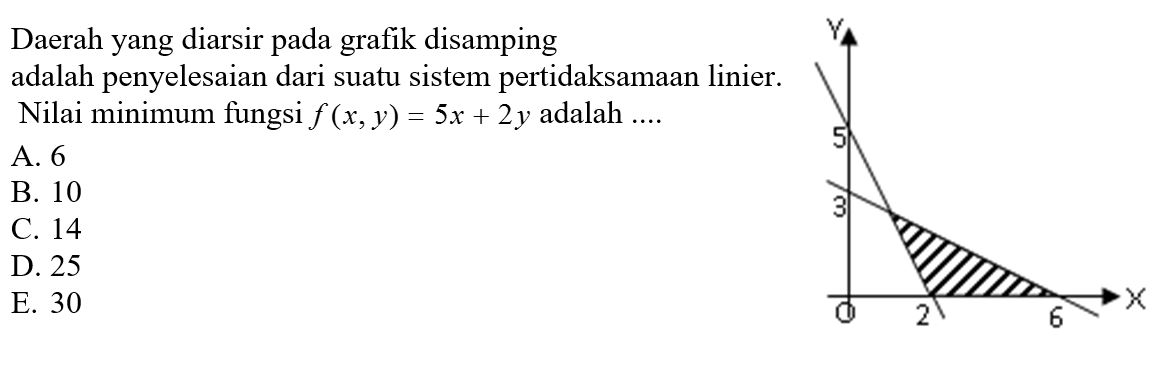 Daerah yang diarsir pada grafik disamping
adalah penyelesaian dari suatu sistem pertidaksamaan linier.
Nilai minimum fungsi f(x, y) = 5x + 2y adalah ....
A. 6
B. 10
C. 14
D. 25
E. 30
Y
5
3
O
2
6
X